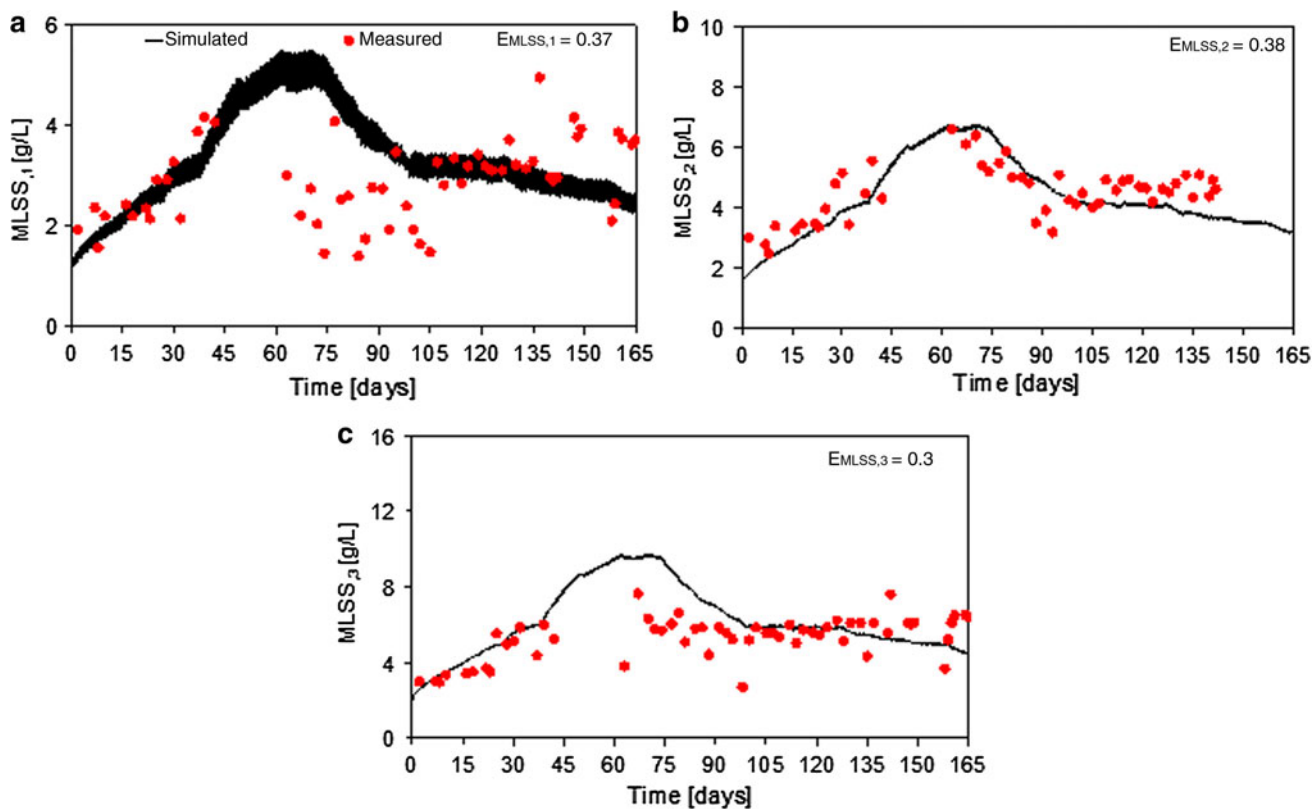 a
Simulated
Measured
EMLSS,1 = 0.37
MLSS,1 [g/L]
6
4
2
0
0 15 30 45 60 75 90 105 120 135 150 165
Time [days]
b
EMLSS,2 = 0.38
MLSS,2 [g/L]
10
8
6
4
2
0
0 15 30 45 60 75 90 105 120 135 150 165
Time [days]
c
EMLSS,3 = 0.3
MLSS,3 [g/L]
16
12
8
4
0
0 15 30 45 60 75 90 105 120 135 150 165
Time [days]